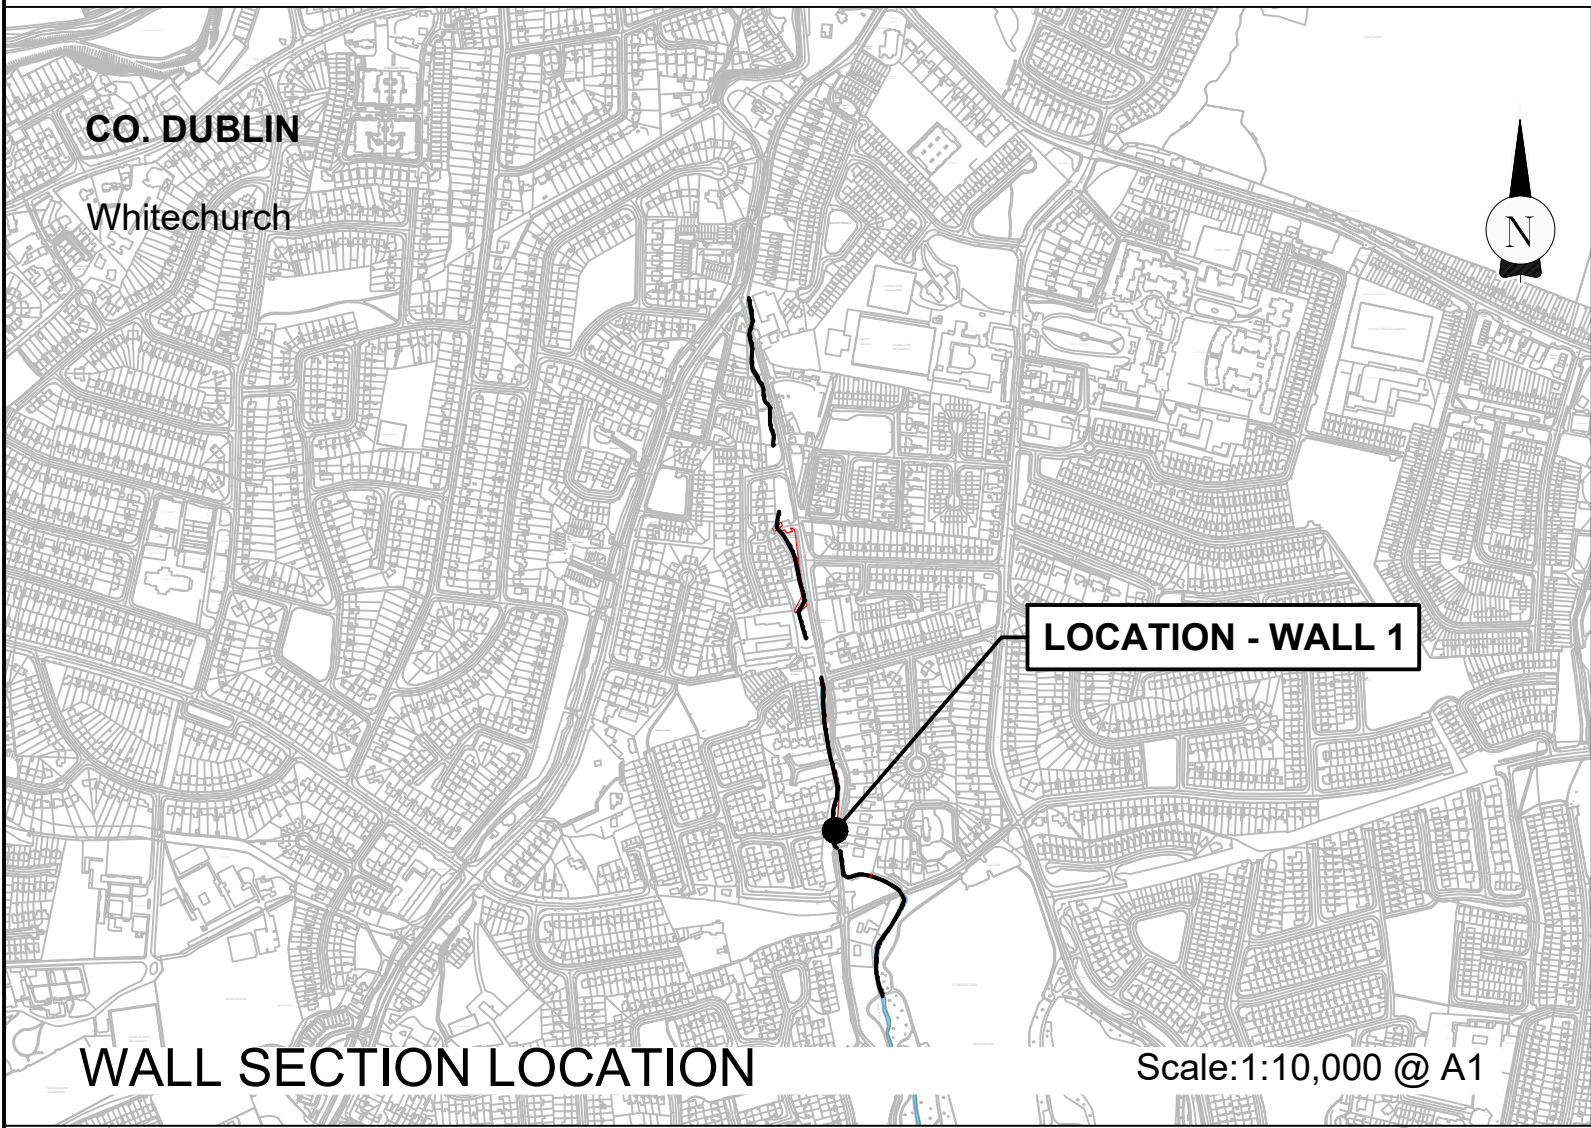 CO. DUBLIN
Whitechurch
N
LOCATION - WALL 1
WALL SECTION LOCATION
Scale:1:10,000 @ A1